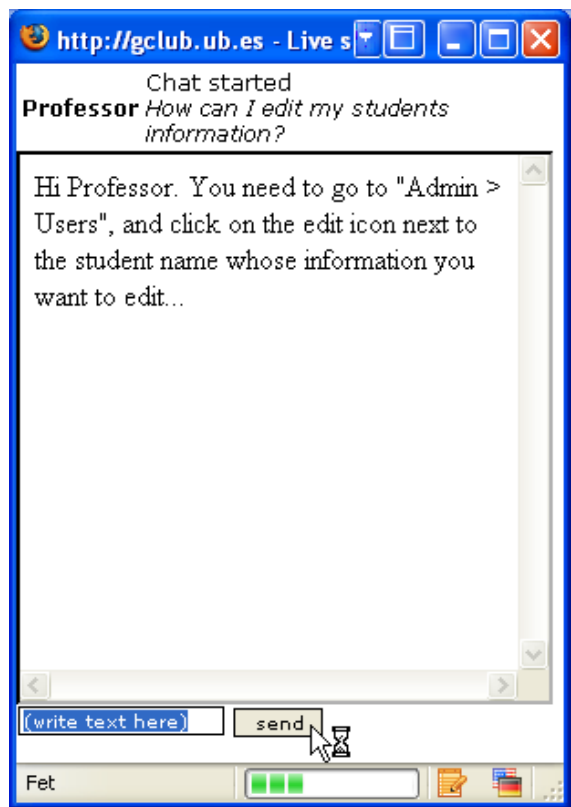 http://gclub.ub.es - Live s
Chat started
Professor How can I edit my students
information?
Hi Professor. You need to go to "Admin >
Users", and click on the edit icon next to
the student name whose information you
want to edit...
(write text here) send
Fet